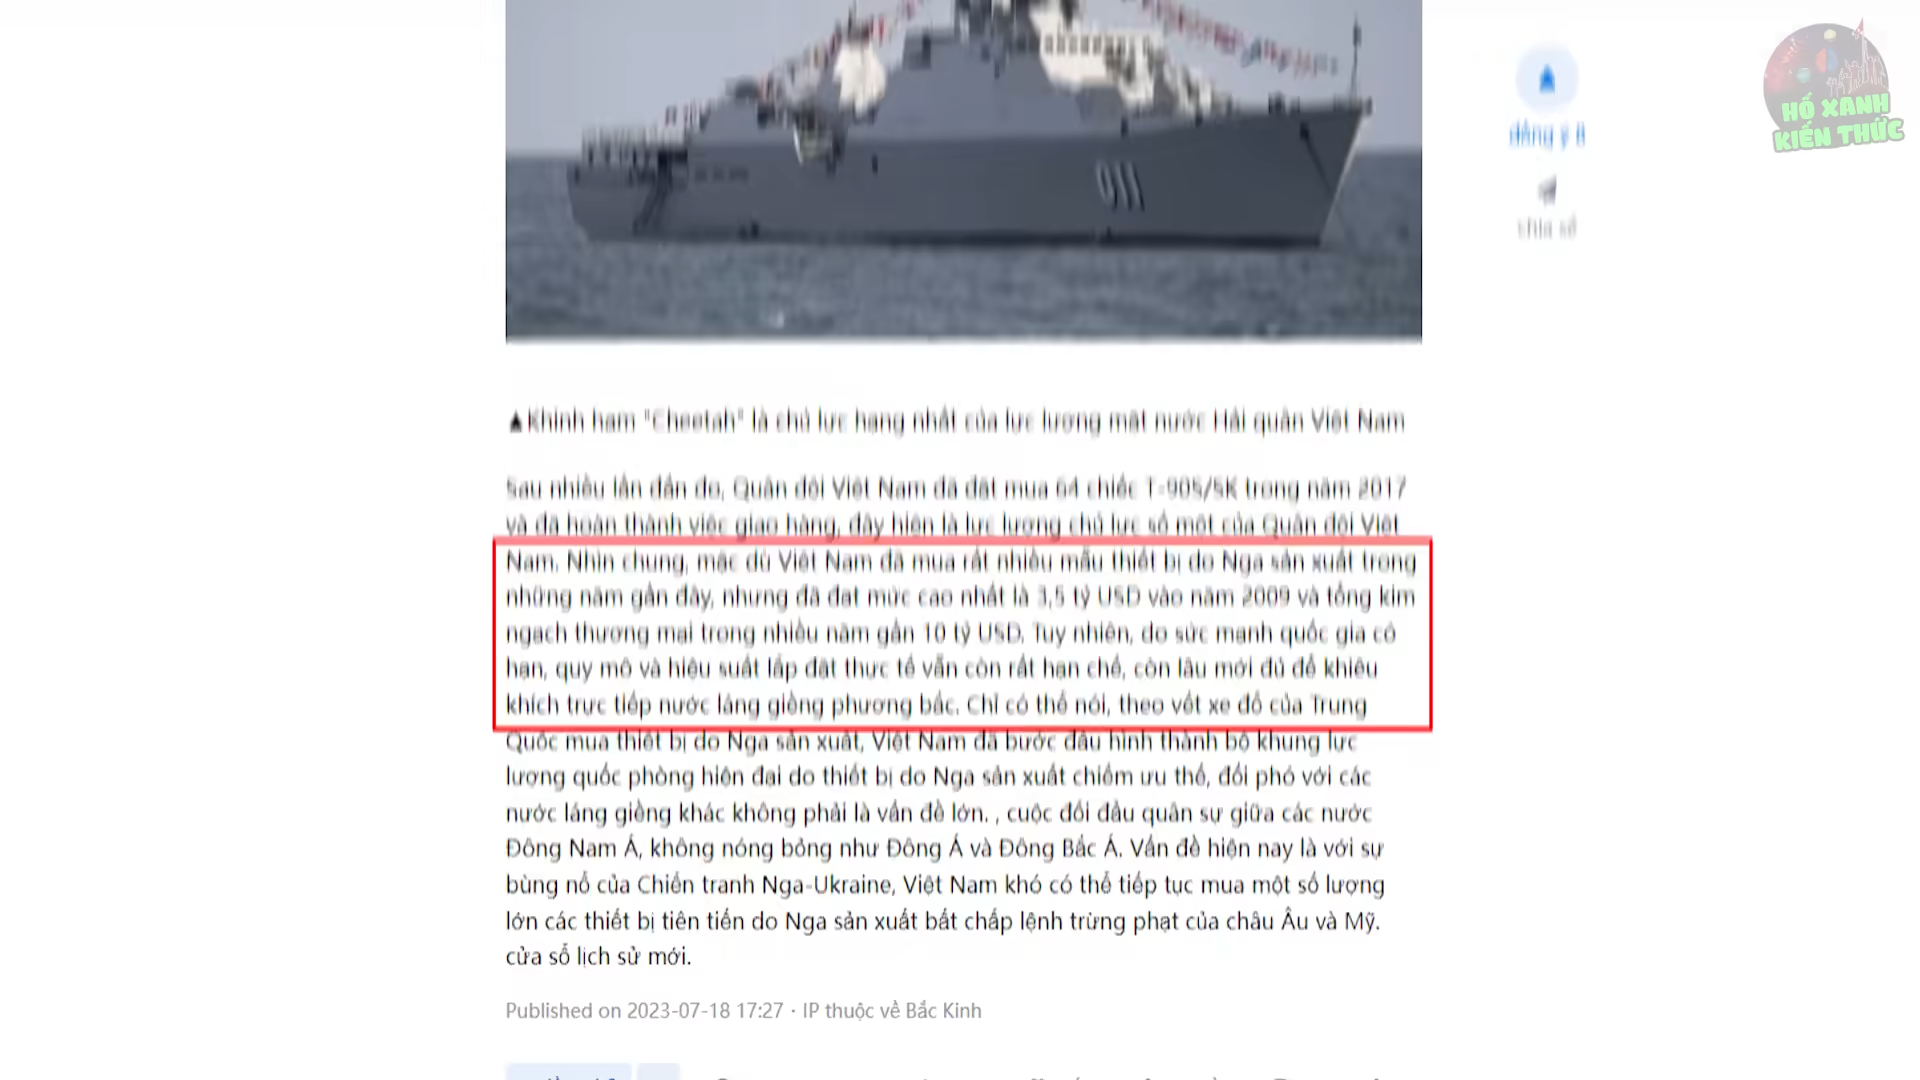 HỐ XANH
KIẾN THỨC
đồng ý 8
chia sẻ
911
▲Khinh hạm "Cheetah" là chủ lực hạng nhất của lực lượng mặt nước Hải quân Việt Nam
Sau nhiều lần đắn đo, Quân đội Việt Nam đã đặt mua 64 chiếc T-90S/SK trong năm 2017
và đã hoàn thành việc giao hàng, đây hiện là lực lượng chủ lực số một của Quân đội Việt
Nam. Nhìn chung, mặc dù Việt Nam đã mua rất nhiều mẫu thiết bị do Nga sản xuất trong
những năm gần đây, nhưng đã đạt mức cao nhất là 3,5 tỷ USD vào năm 2009 và tổng kim
ngạch thương mại trong nhiều năm gần 10 tỷ USD. Tuy nhiên, do sức mạnh quốc gia có
hạn, quy mô và hiệu suất lắp đặt thực tế vẫn còn rất hạn chế, còn lâu mới đủ để khiêu
khích trực tiếp nước láng giềng phương bắc. Chỉ có thể nói, theo vết xe đổ của Trung
Quốc mua thiết bị do Nga sản xuất, Việt Nam đã bước đầu hình thành bộ khung lực
lượng quốc phòng hiện đại do thiết bị do Nga sản xuất chiếm ưu thế, đối phó với các
nước láng giềng khác không phải là vấn đề lớn. , cuộc đối đầu quân sự giữa các nước
Đông Nam Á, không nóng bỏng như Đông Á và Đông Bắc Á. Vấn đề hiện nay là với sự
bùng nổ của Chiến tranh Nga-Ukraine, Việt Nam khó có thể tiếp tục mua một số lượng
lớn các thiết bị tiên tiến do Nga sản xuất bất chấp lệnh trừng phạt của châu Âu và Mỹ.
cửa sổ lịch sử mới.
Published on 2023-07-18 17:27 · IP thuộc về Bắc Kinh